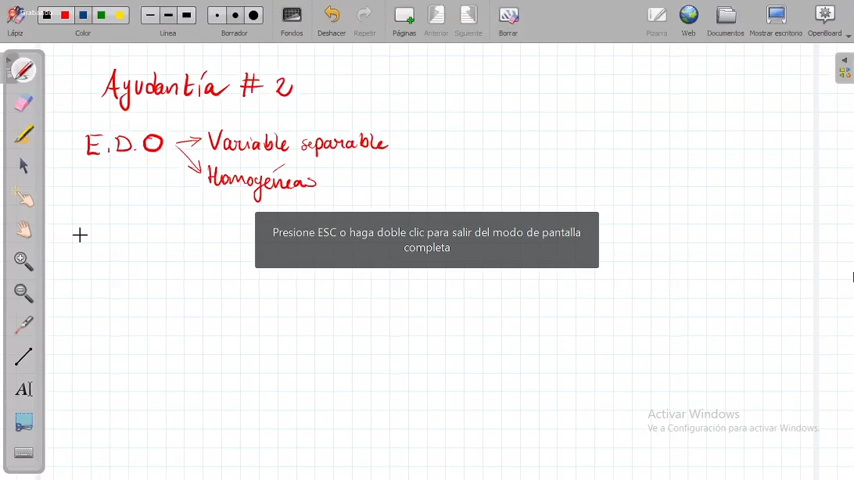 Lápiz
Color
Línea
Borrador
Fondos
Deshacer
Repetir
Páginas
Anterior
Siguiente
Borrar
Pizarra
Web
Documentos
Mostrar escritorio
OpenBoard
Ayudantía # 2
E.D.O → Variable separable
→ Homogéneas
Presione ESC o haga doble clic para salir del modo de pantalla
completa
AI
Activar Windows
Ve a Configuración para activar Windows.